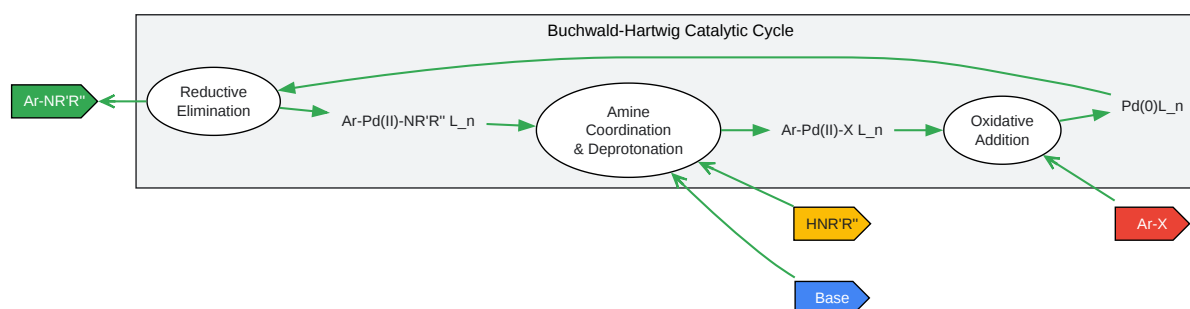 Buchwald-Hartwig Catalytic Cycle
Ar-NR'R"
Reductive
Elimination
Ar-Pd(II)-NR'R" L_n
Amine
Coordination
& Deprotonation
Ar-Pd(II)-X L_n
Oxidative
Addition
Pd(0)L_n
HNR'R"
Ar-X
Base